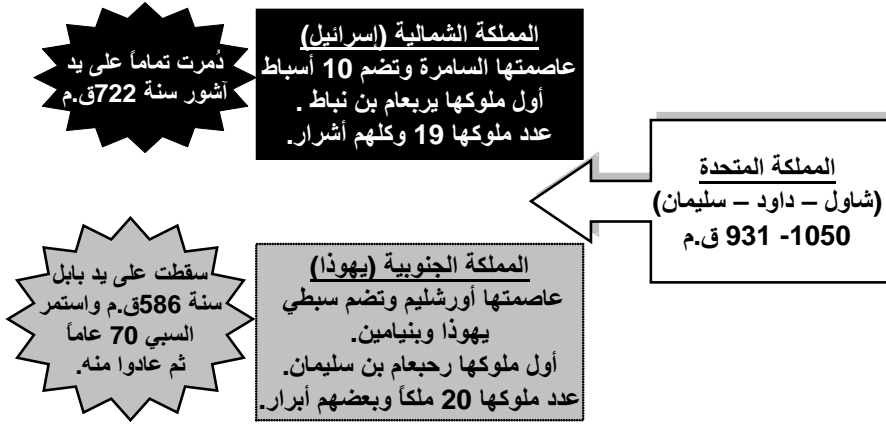 المملكة المتحدة
(شاول – داود – سليمان)
1050- 931 ق.م
المملكة الشمالية (إسرائيل)
عاصمتها السامرة وتضم 10 أسباط
أول ملوكها يربعام بن نباط .
عدد ملوكها 19 وكلهم أشرار.
دُمرت تماماً على يد
آشور سنة 722ق.م
المملكة الجنوبية (يهوذا)
عاصمتها أورشليم وتضم سبطي
يهوذا وبنيامين.
أول ملوكها رحبعام بن سليمان.
عدد ملوكها 20 ملكاً وبعضهم أبرار.
سقطت على يد بابل
سنة 586ق.م واستمر
السبي 70 عاماً
ثم عادوا منه.